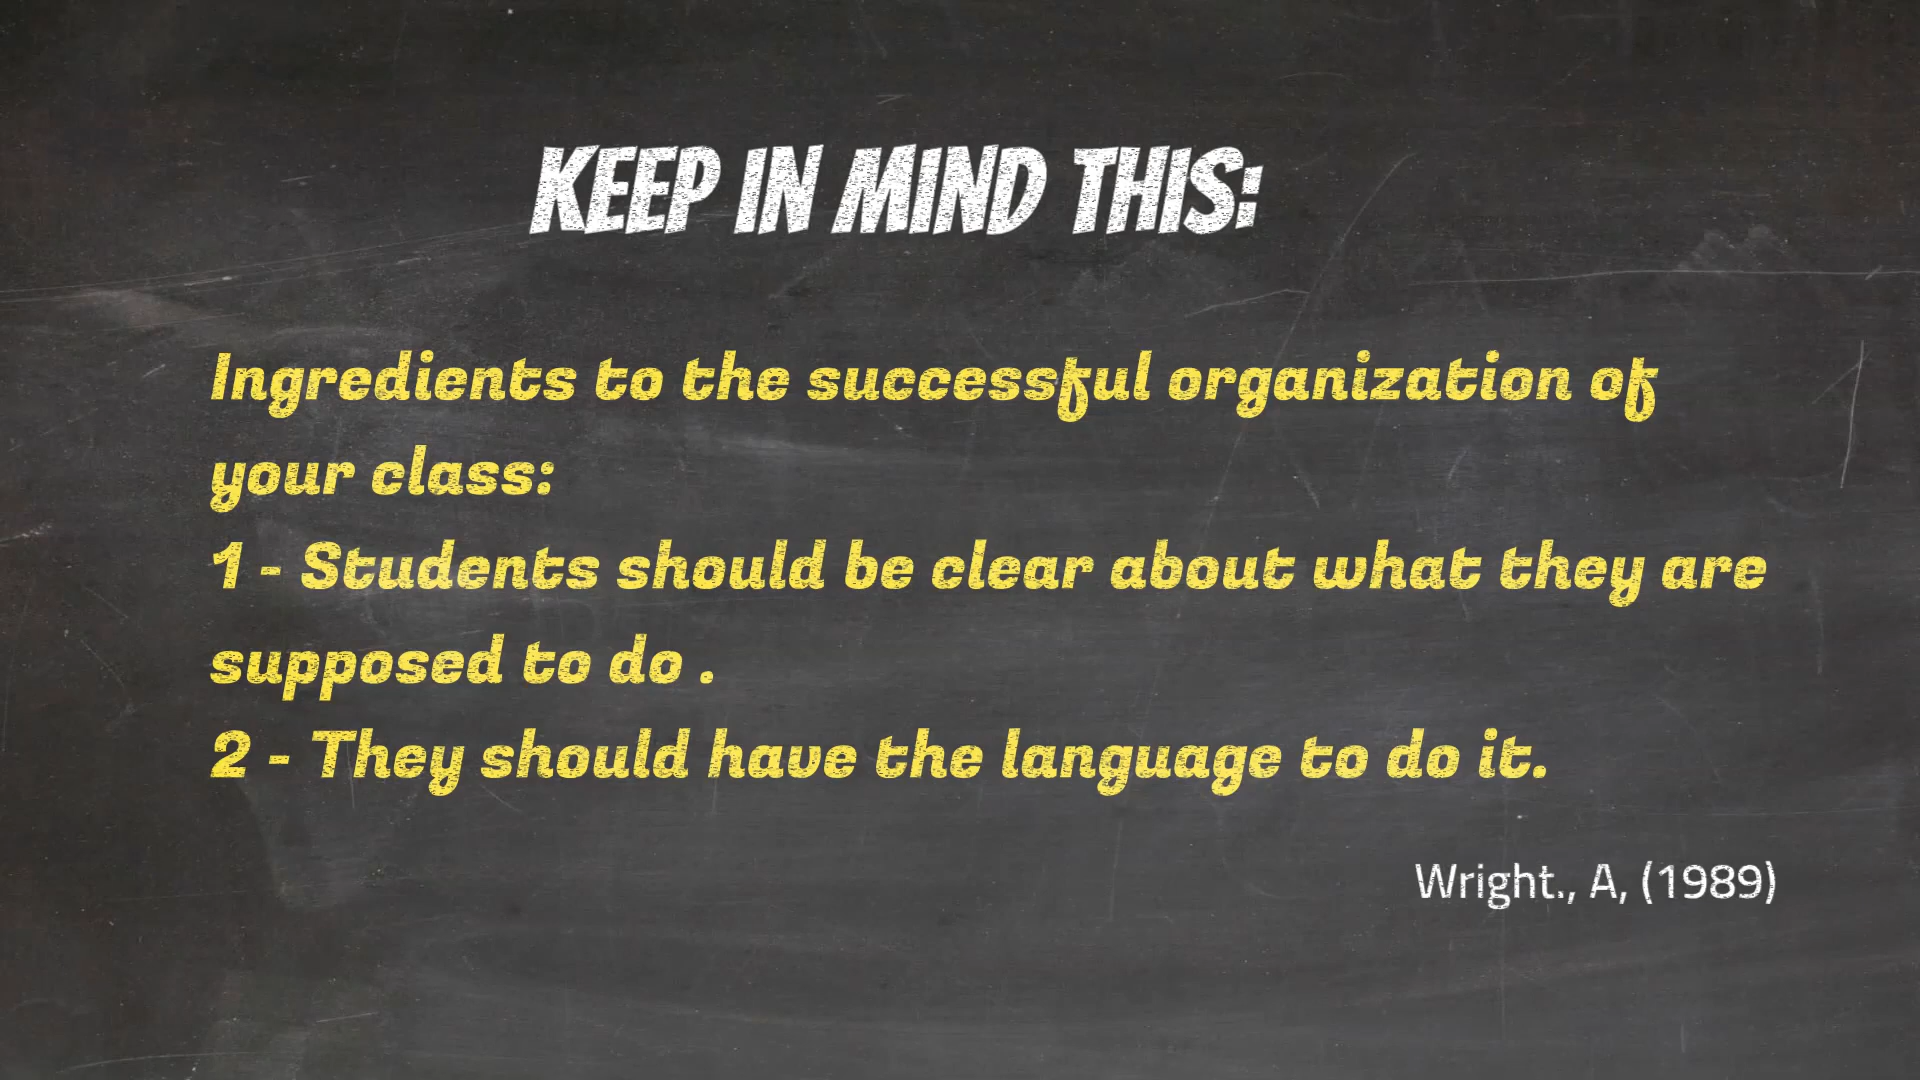 KEEP IN MIND THIS:
Ingredients to the successful organization of
your class:
1 - Students should be clear about what they are
supposed to do .
2 - They should have the language to do it.
Wright., A, (1989)